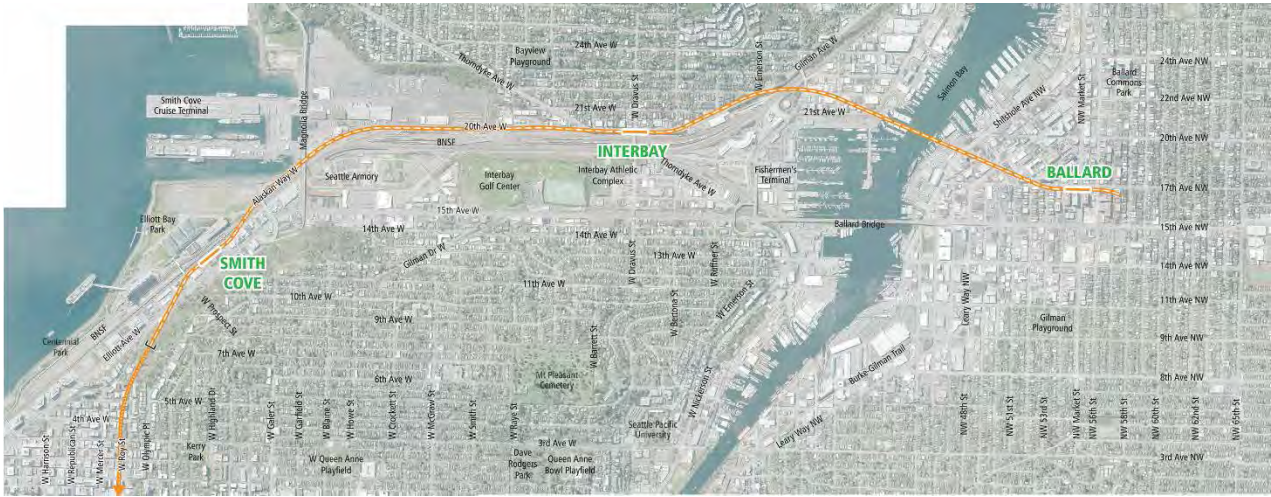 24th Ave W
Bayview
Playground
Thorndyke Ave W
21st Ave W
W Dravus St
W Emerson St
Gilman Ave W
21st Ave W
Salmon Bay
Shilshole Ave NW
NW Market St
Ballard
Commons
Park
24th Ave NW
22nd Ave NW
20th Ave NW
17th Ave NW
15th Ave NW
14th Ave NW
11th Ave NW
9th Ave NW
8th Ave NW
3rd Ave NW
Smith Cove
Cruise Terminal
Magnolia Bridge
20th Ave W
BNSF
INTERBAY
BALLARD
Alaskan Way W
Seattle Armory
Interbay
Golf Center
Interbay Athletic
Complex
Thorndyke Ave W
Fishermen's
Terminal
Elliott Bay
Park
15th Ave W
14th Ave W
Gilman Dr W
14th Ave W
Ballard Bridge
13th Ave W
W Ruffner St
SMITH
COVE
10th Ave W
11th Ave W
W Dravus St
W Bertona St
W Emerson St
Leary Way NW
Gilman
Playground
W Prospect St
9th Ave W
BNSF
Elliott Ave W
Centennial
Park
7th Ave W
W Barrett St
Burke-Gilman Trail
6th Ave W
Mt Pleasant
Cemetery
W Nickerson St
5th Ave W
4th Ave W
W Harrison St
W Republican St
W Mercer St
W Roy St
W Olympic Pl
W Highland Dr
Kerry
Park
W Galer St
W Garfield St
W Blaine St
W Howe St
W Crockett St
W McGraw St
W Smith St
W Raye St
W Queen Anne
Playfield
3rd Ave W
Dave
Rodgers
Park
Queen Anne
Bowl Playfield
Seattle Pacific
University
Leary Way NW
NW 48th St
NW 51st St
NW 53rd St
NW Market St
NW 56th St
NW 58th St
NW 60th St
NW 62nd St
NW 65th St